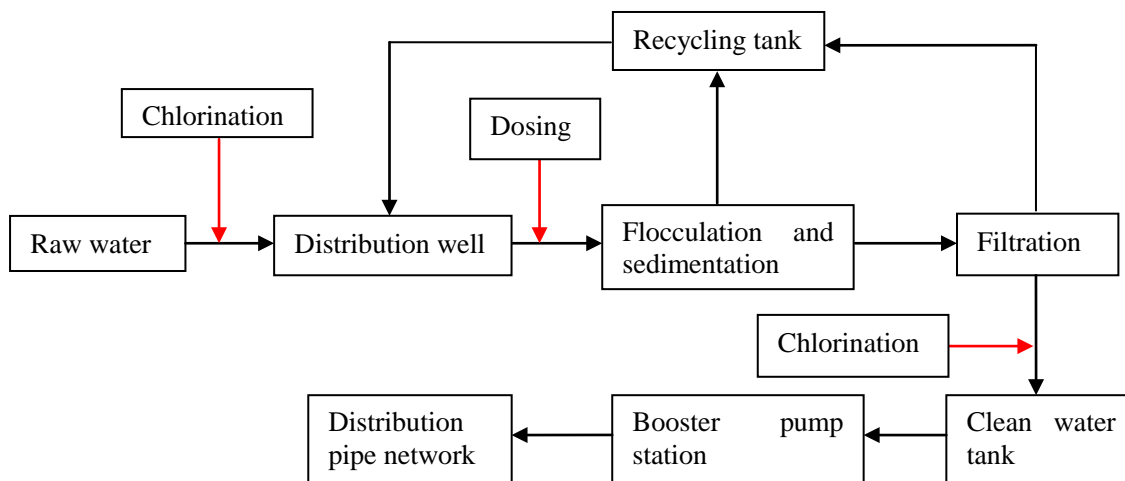 Recycling tank
Chlorination
Dosing
Raw water
Distribution well
Flocculation and
sedimentation
Filtration
Chlorination
Distribution
pipe network
Booster pump
station
Clean water
tank